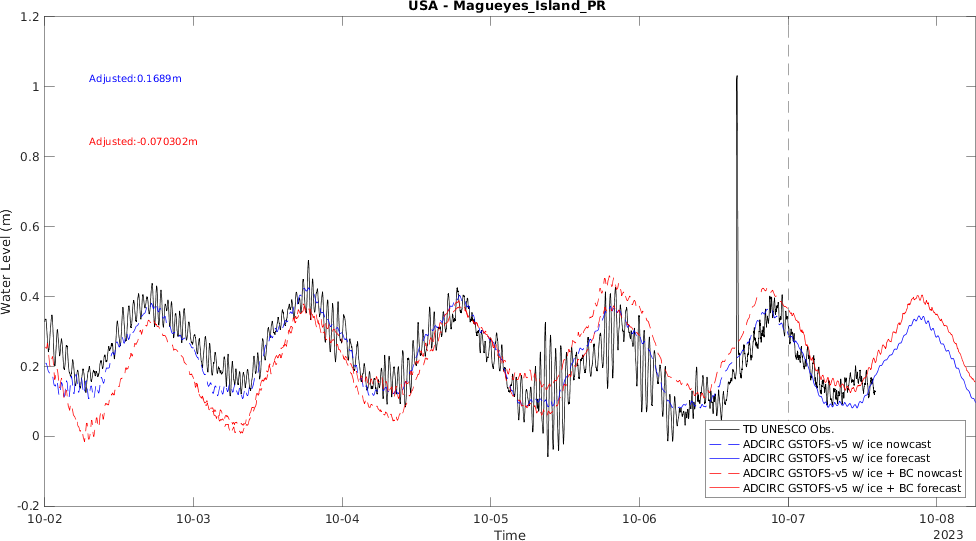 USA - Magueyes_Island_PR
1.2
1
0.8
0.6
0.4
0.2
0
-0.2
Water Level (m)
Adjusted:0.1689m
Adjusted:-0.070302m
TD UNESCO Obs.
ADCIRC GSTOFS-v5 w/ ice nowcast
ADCIRC GSTOFS-v5 w/ ice forecast
ADCIRC GSTOFS-v5 w/ ice + BC nowcast
ADCIRC GSTOFS-v5 w/ ice + BC forecast
10-02 10-03 10-04 10-05 10-06 10-07 10-08
Time
2023